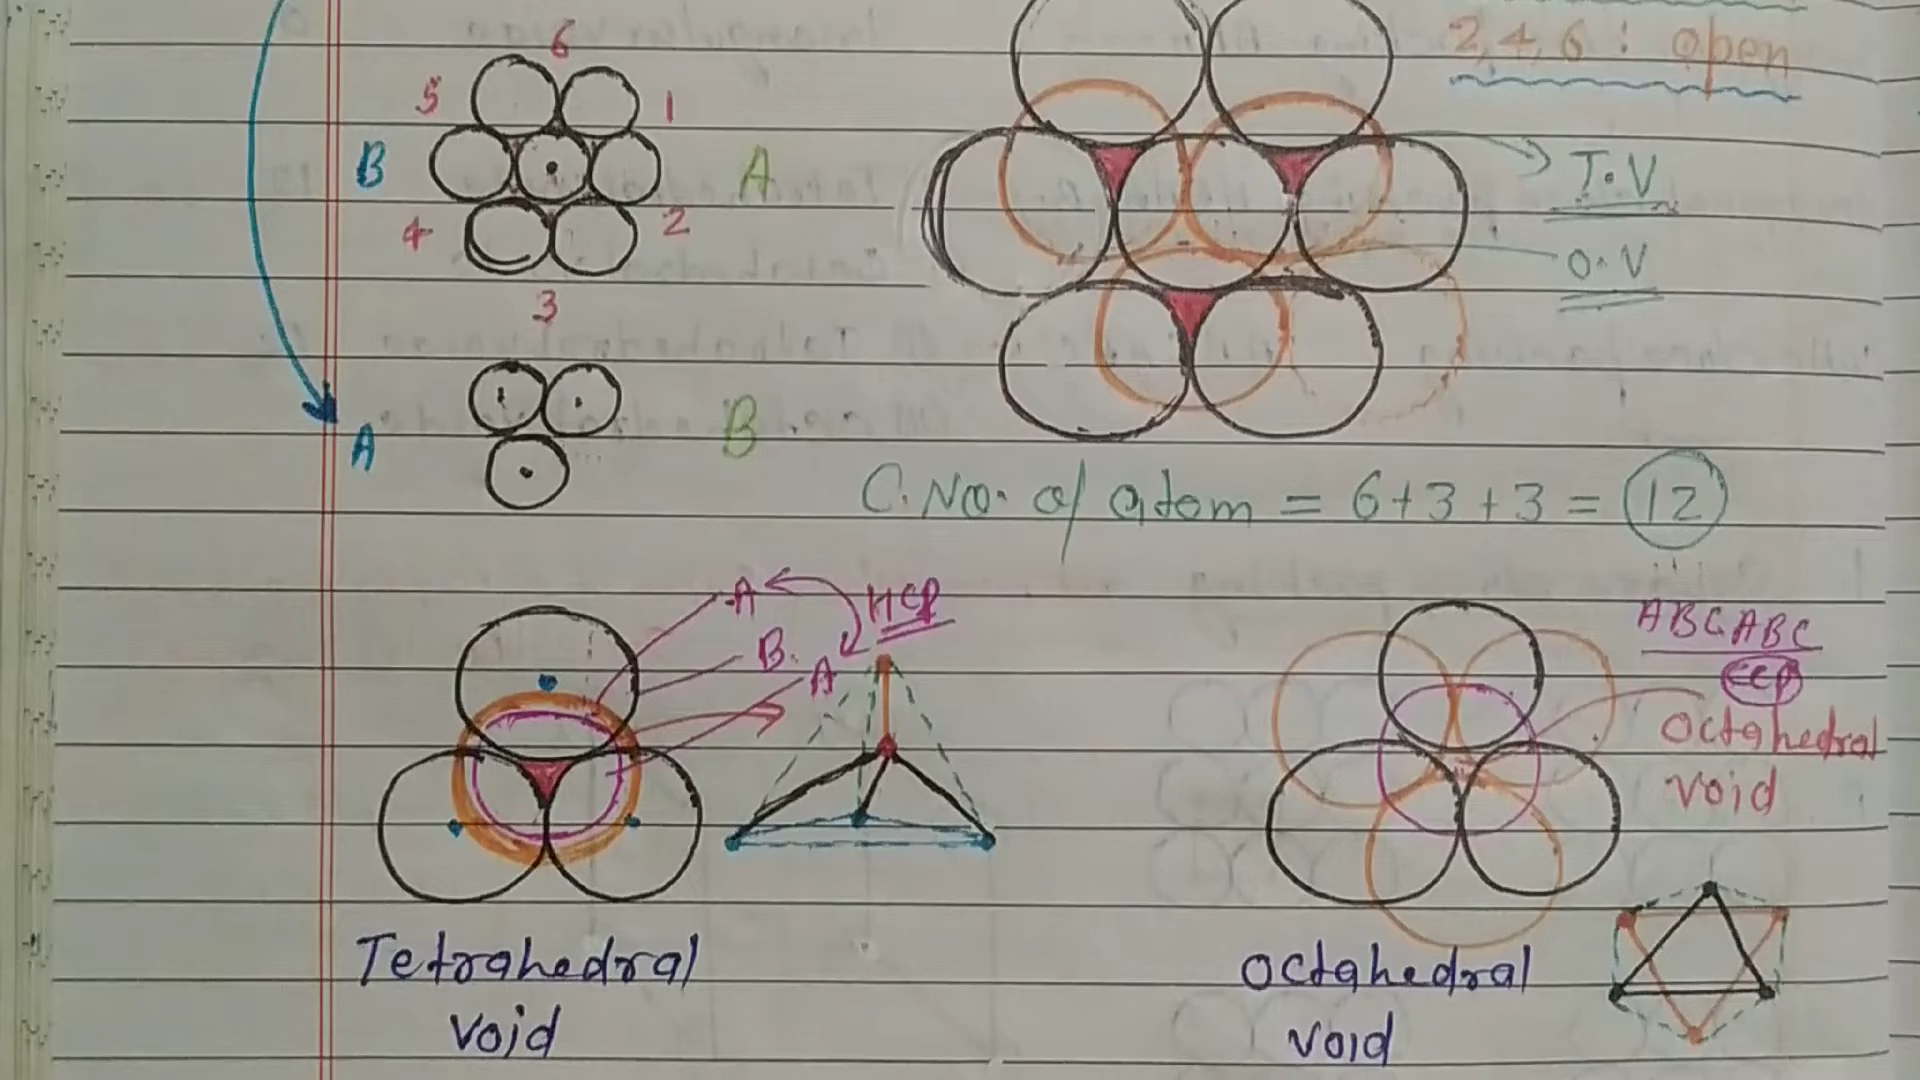 2, 4, 6 : open
6
5
1
B
A
4
2
3
T.V
O.V
A
B
C.No. of atom = 6+3+3 = 12
A
HCP
B.
A
ABCABC
CCP
Octahedral
void
Tetrahedral
void
Octahedral
void